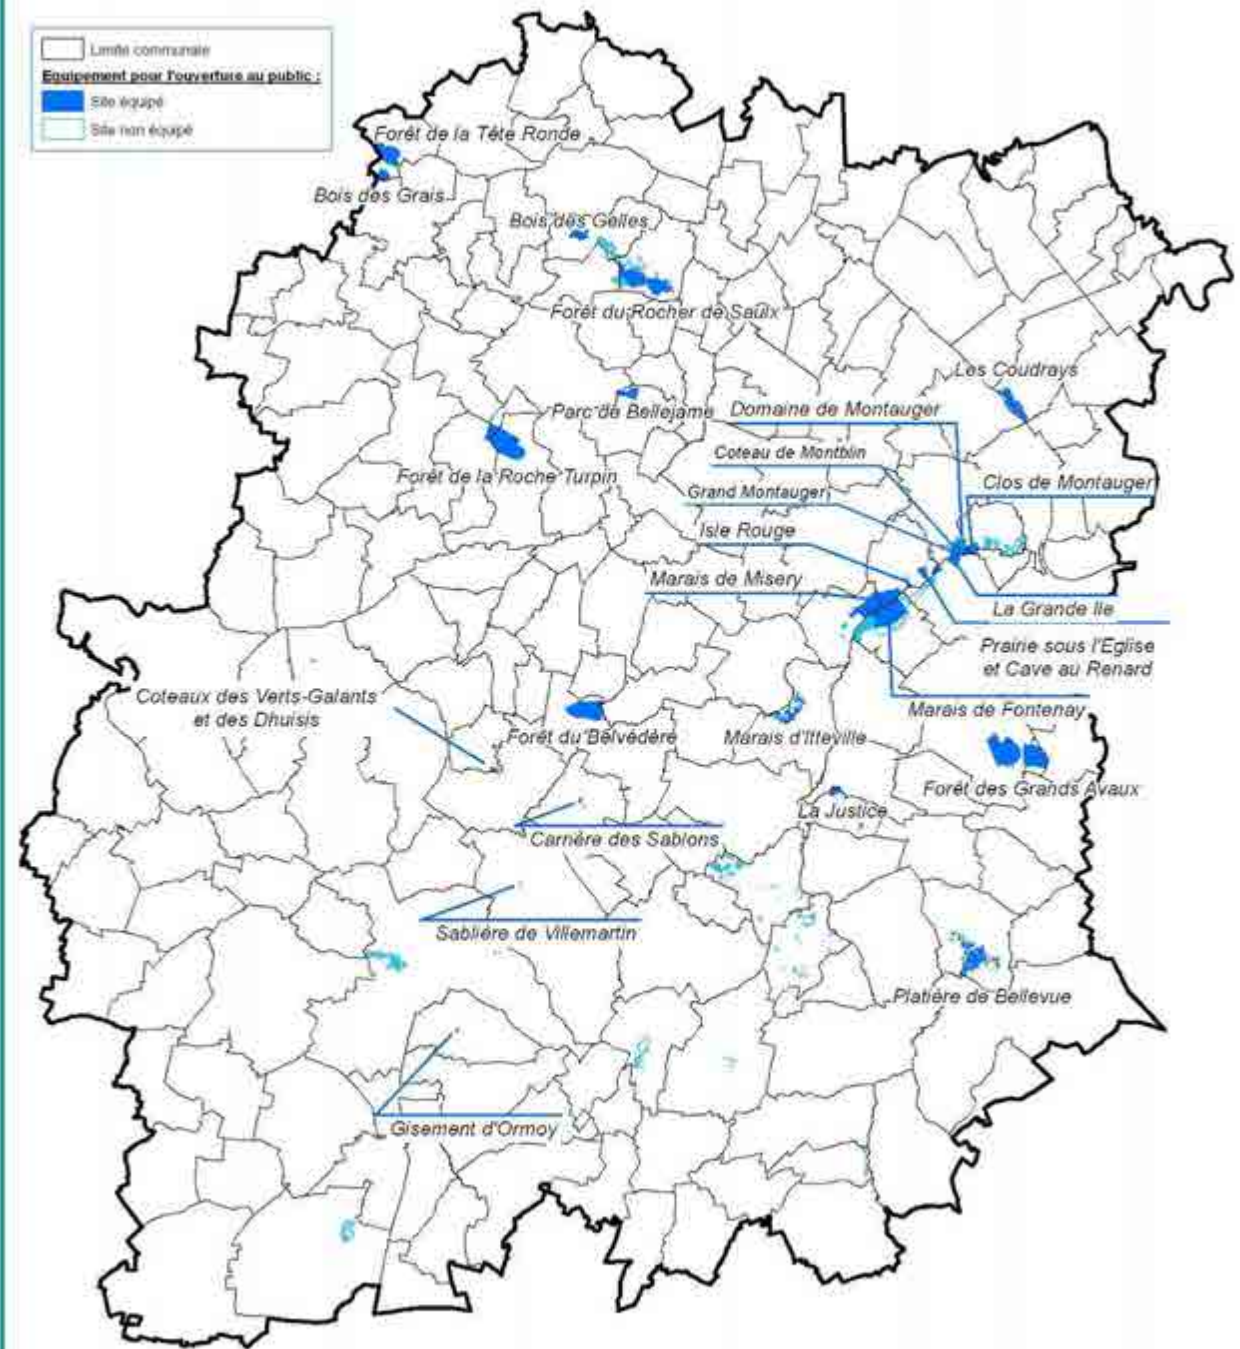 Limite communale
Equipement pour l'ouverture au public :
Site équipé
Site non équipé
Forêt de la Tête Ronde
Bois des Grais
Bois des Gelles
Forêt du Rocher de Saulx
Les Coudrays
Parc de Bellejame
Domaine de Montauger
Coteau de Montblin
Forêt de la Roche Turpin
Clos de Montauger
Grand Montauger
Isle Rouge
Marais de Misery
La Grande Ile
Prairie sous l'Eglise
et Cave au Renard
Coteaux des Verts-Galants
et des Dhuisis
Marais de Fontenay
Forêt du Belvédère
Marais d'Itteville
Forêt des Grands Avaux
La Justice
Carrière des Sablons
Sablière de Villemartin
Platière de Bellevue
Gisement d'Ormoy